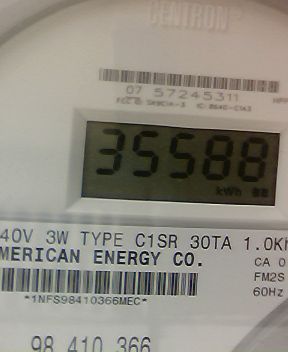 CENTRON
07 57245311
35588
kWh
40V 3W TYPE C1SR 30TA 1.0Kh
MERICAN ENERGY CO.
CA 0
FM2S
60Hz
*1NFS98410366MEC*
98 410 366